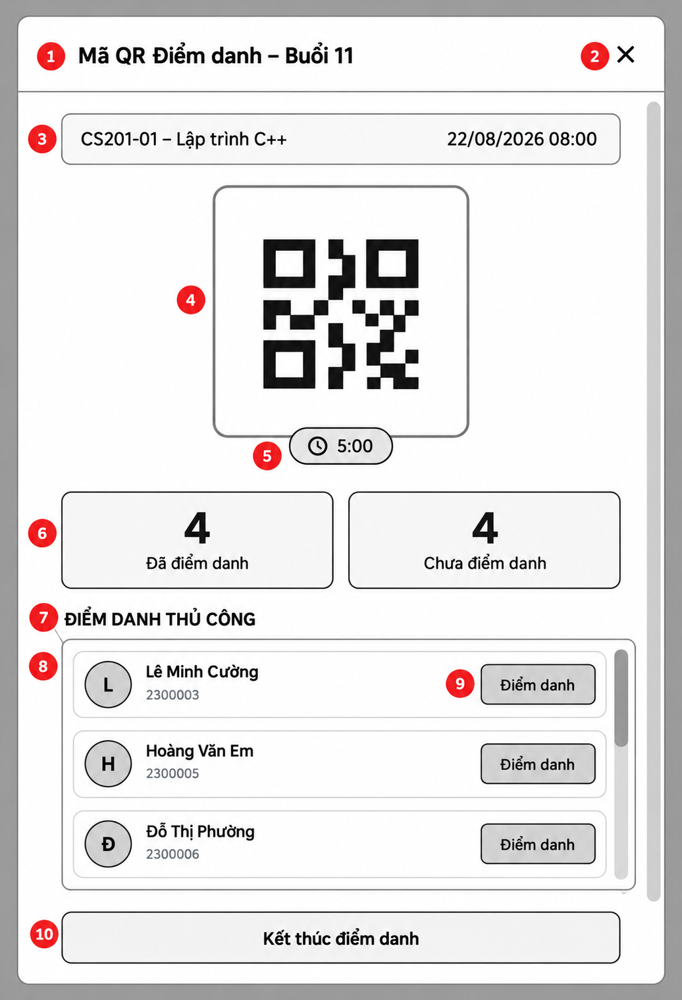 1 Mã QR Điểm danh – Buổi 11 2
3 CS201-01 – Lập trình C++ 22/08/2026 08:00
4
5 5:00
6 4 4
Đã điểm danh Chưa điểm danh
7 ĐIỂM DANH THỦ CÔNG
8 L Lê Minh Cường 9 Điểm danh
2300003
H Hoàng Văn Em Điểm danh
2300005
Đ Đỗ Thị Phường Điểm danh
2300006
10 Kết thúc điểm danh